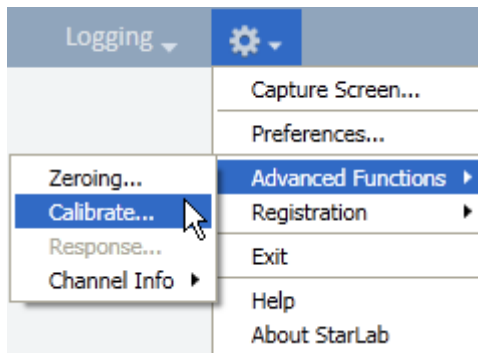 Logging
Capture Screen...
Preferences...
Advanced Functions
Registration
Exit
Help
About StarLab
Zeroing...
Calibrate...
Response...
Channel Info